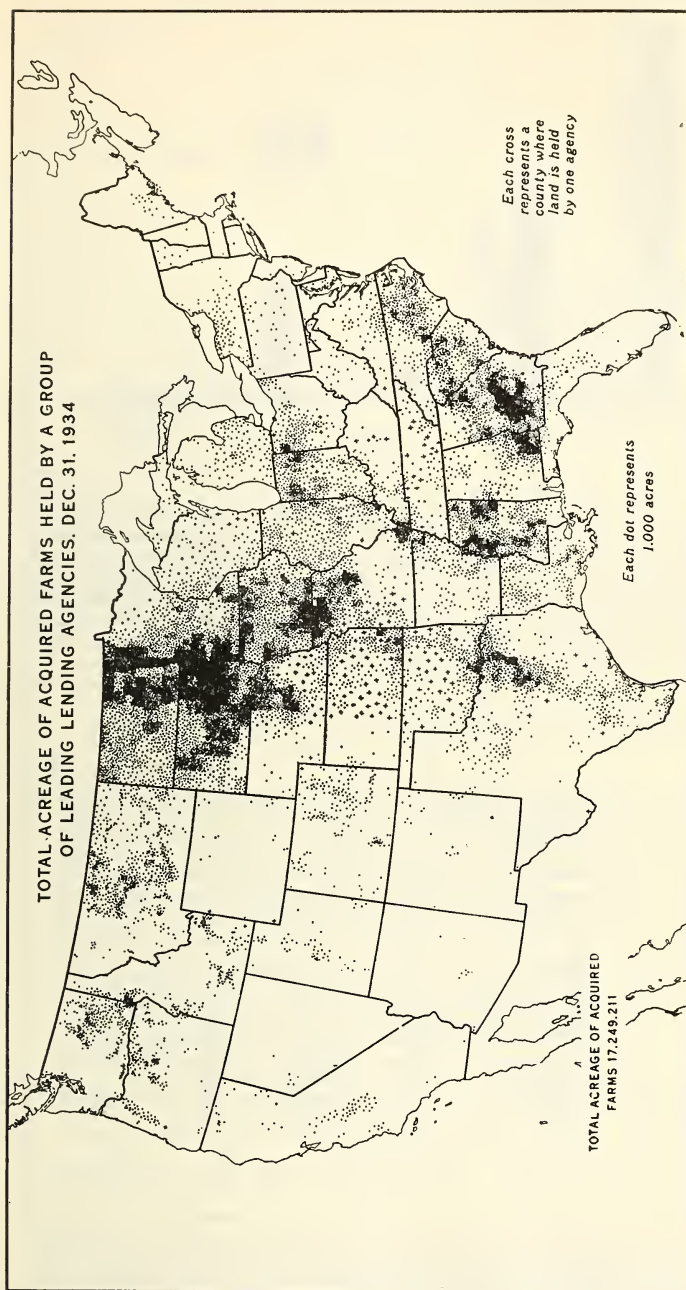 TOTAL ACREAGE OF ACQUIRED FARMS HELD BY A GROUP
OF LEADING LENDING AGENCIES, DEC. 31, 1934
Each cross
represents a
county where
land is held
by one agency
Each dot represents
1,000 acres
TOTAL ACREAGE OF ACQUIRED
FARMS 17,249,211